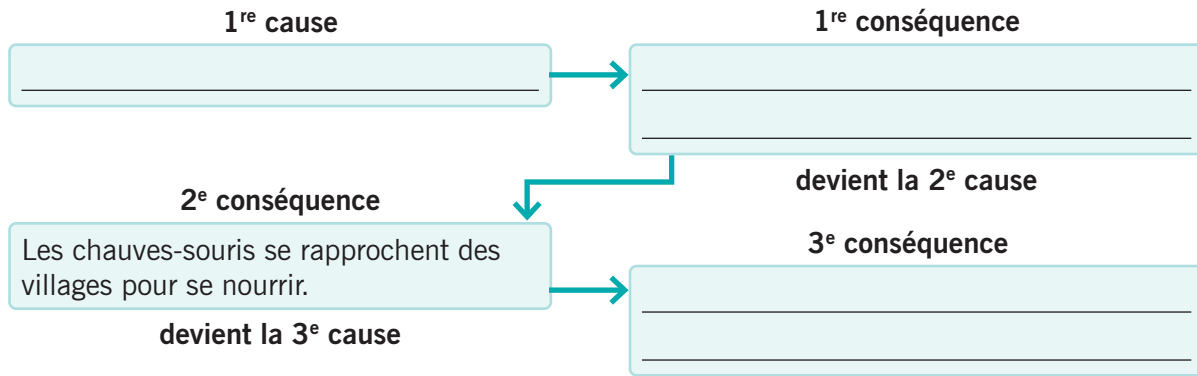 1re cause
1re conséquence
devient la 2e cause
2e conséquence
Les chauves-souris se rapprochent des
villages pour se nourrir.
devient la 3e cause
3e conséquence